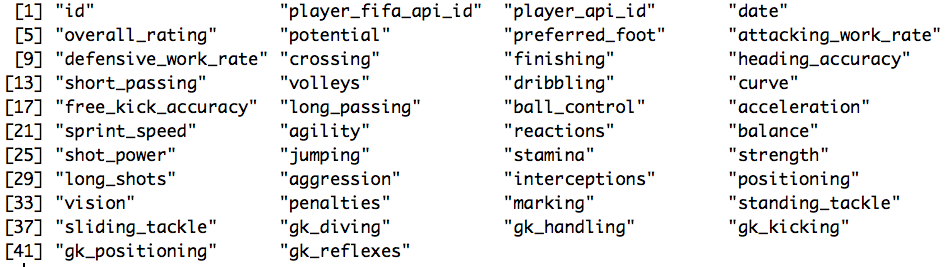 [1] "id" "player_fifa_api_id" "player_api_id" "date"
[5] "overall_rating" "potential" "preferred_foot" "attacking_work_rate"
[9] "defensive_work_rate" "crossing" "finishing" "heading_accuracy"
[13] "short_passing" "volleys" "dribbling" "curve"
[17] "free_kick_accuracy" "long_passing" "ball_control" "acceleration"
[21] "sprint_speed" "agility" "reactions" "balance"
[25] "shot_power" "jumping" "stamina" "strength"
[29] "long_shots" "aggression" "interceptions" "positioning"
[33] "vision" "penalties" "marking" "standing_tackle"
[37] "sliding_tackle" "gk_diving" "gk_handling" "gk_kicking"
[41] "gk_positioning" "gk_reflexes"